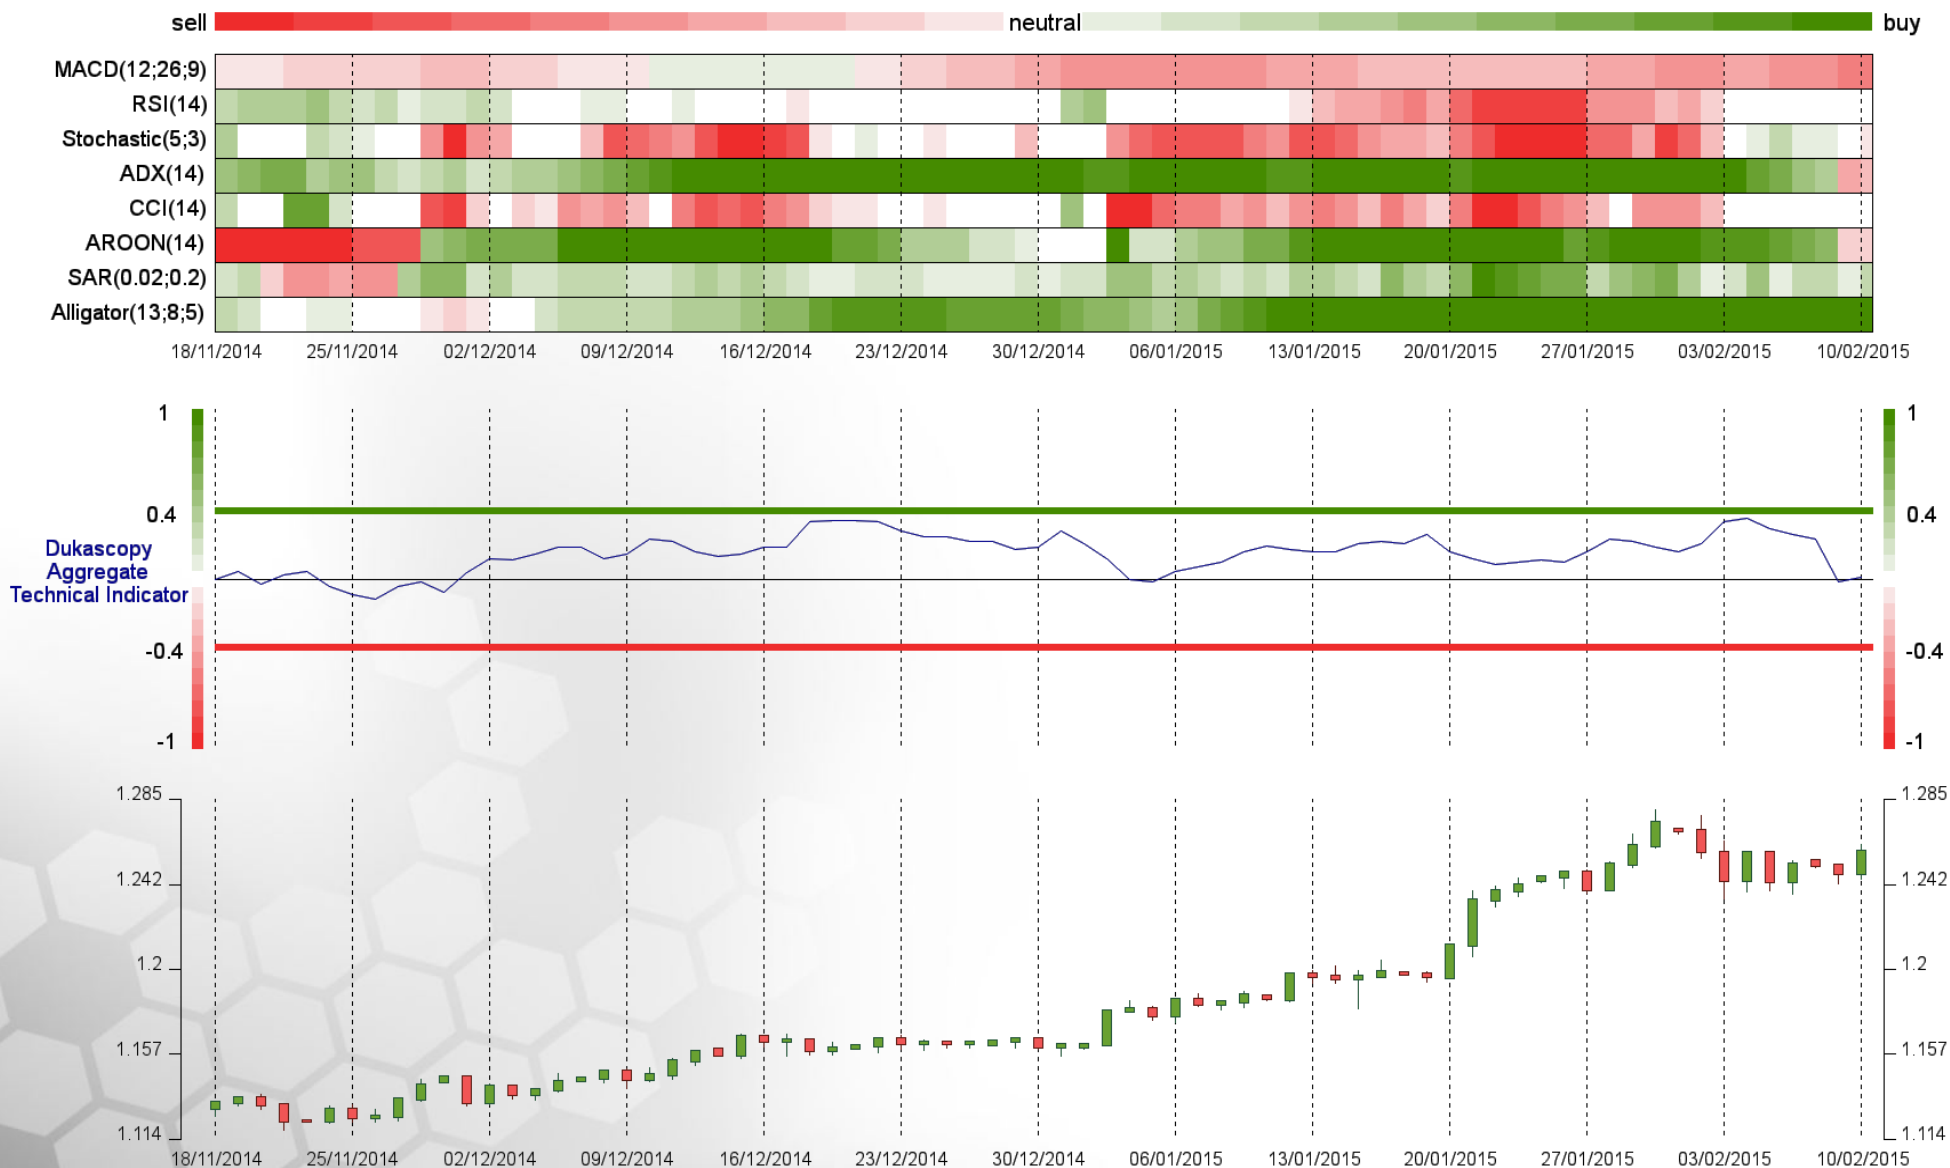 sell neutral buy
MACD(12;26;9)
RSI(14)
Stochastic(5;3)
ADX(14)
CCI(14)
AROON(14)
SAR(0.02;0.2)
Alligator(13;8;5)
18/11/2014 25/11/2014 02/12/2014 09/12/2014 16/12/2014 23/12/2014 30/12/2014 06/01/2015 13/01/2015 20/01/2015 27/01/2015 03/02/2015 10/02/2015
1 1
0.4 0.4
Dukascopy
Aggregate
Technical Indicator
-0.4 -0.4
-1 -1
1.285 1.285
1.242 1.242
1.2 1.2
1.157 1.157
1.114 1.114
18/11/2014 25/11/2014 02/12/2014 09/12/2014 16/12/2014 23/12/2014 30/12/2014 06/01/2015 13/01/2015 20/01/2015 27/01/2015 03/02/2015 10/02/2015